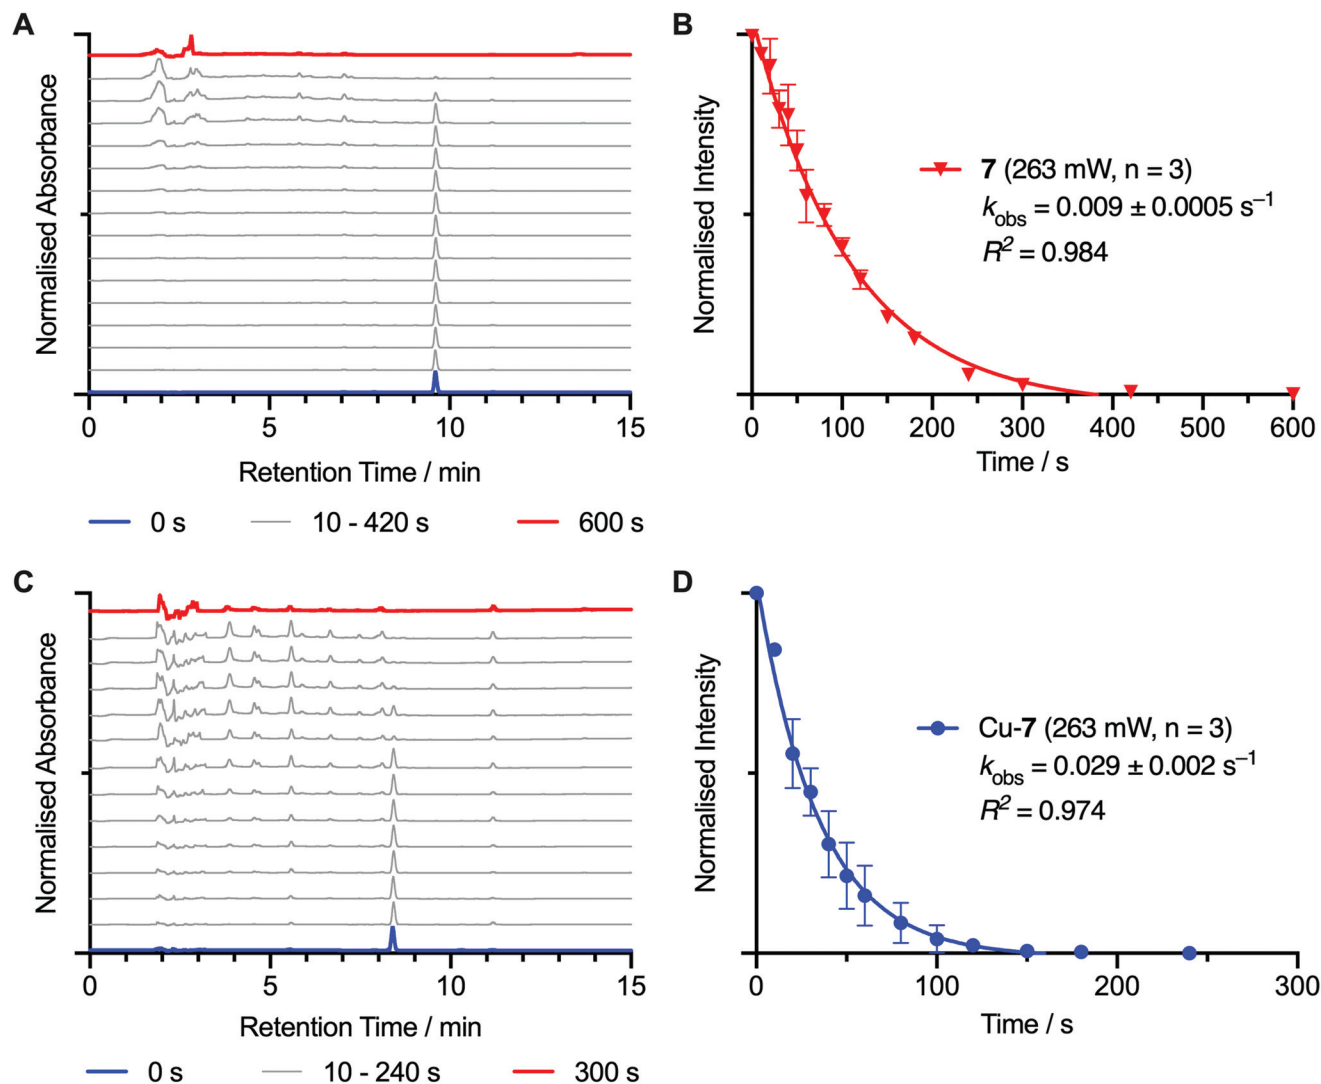 A
Normalised Absorbance
0 5 10 15
Retention Time / min
0 s 10 - 420 s 600 s
B
Normalised Intensity
7 (263 mW, n = 3)
kobs = 0.009 ± 0.0005 s⁻¹
R² = 0.984
0 100 200 300 400 500 600
Time / s
C
Normalised Absorbance
0 5 10 15
Retention Time / min
0 s 10 - 240 s 300 s
D
Normalised Intensity
Cu-7 (263 mW, n = 3)
kobs = 0.029 ± 0.002 s⁻¹
R² = 0.974
0 100 200 300
Time / s